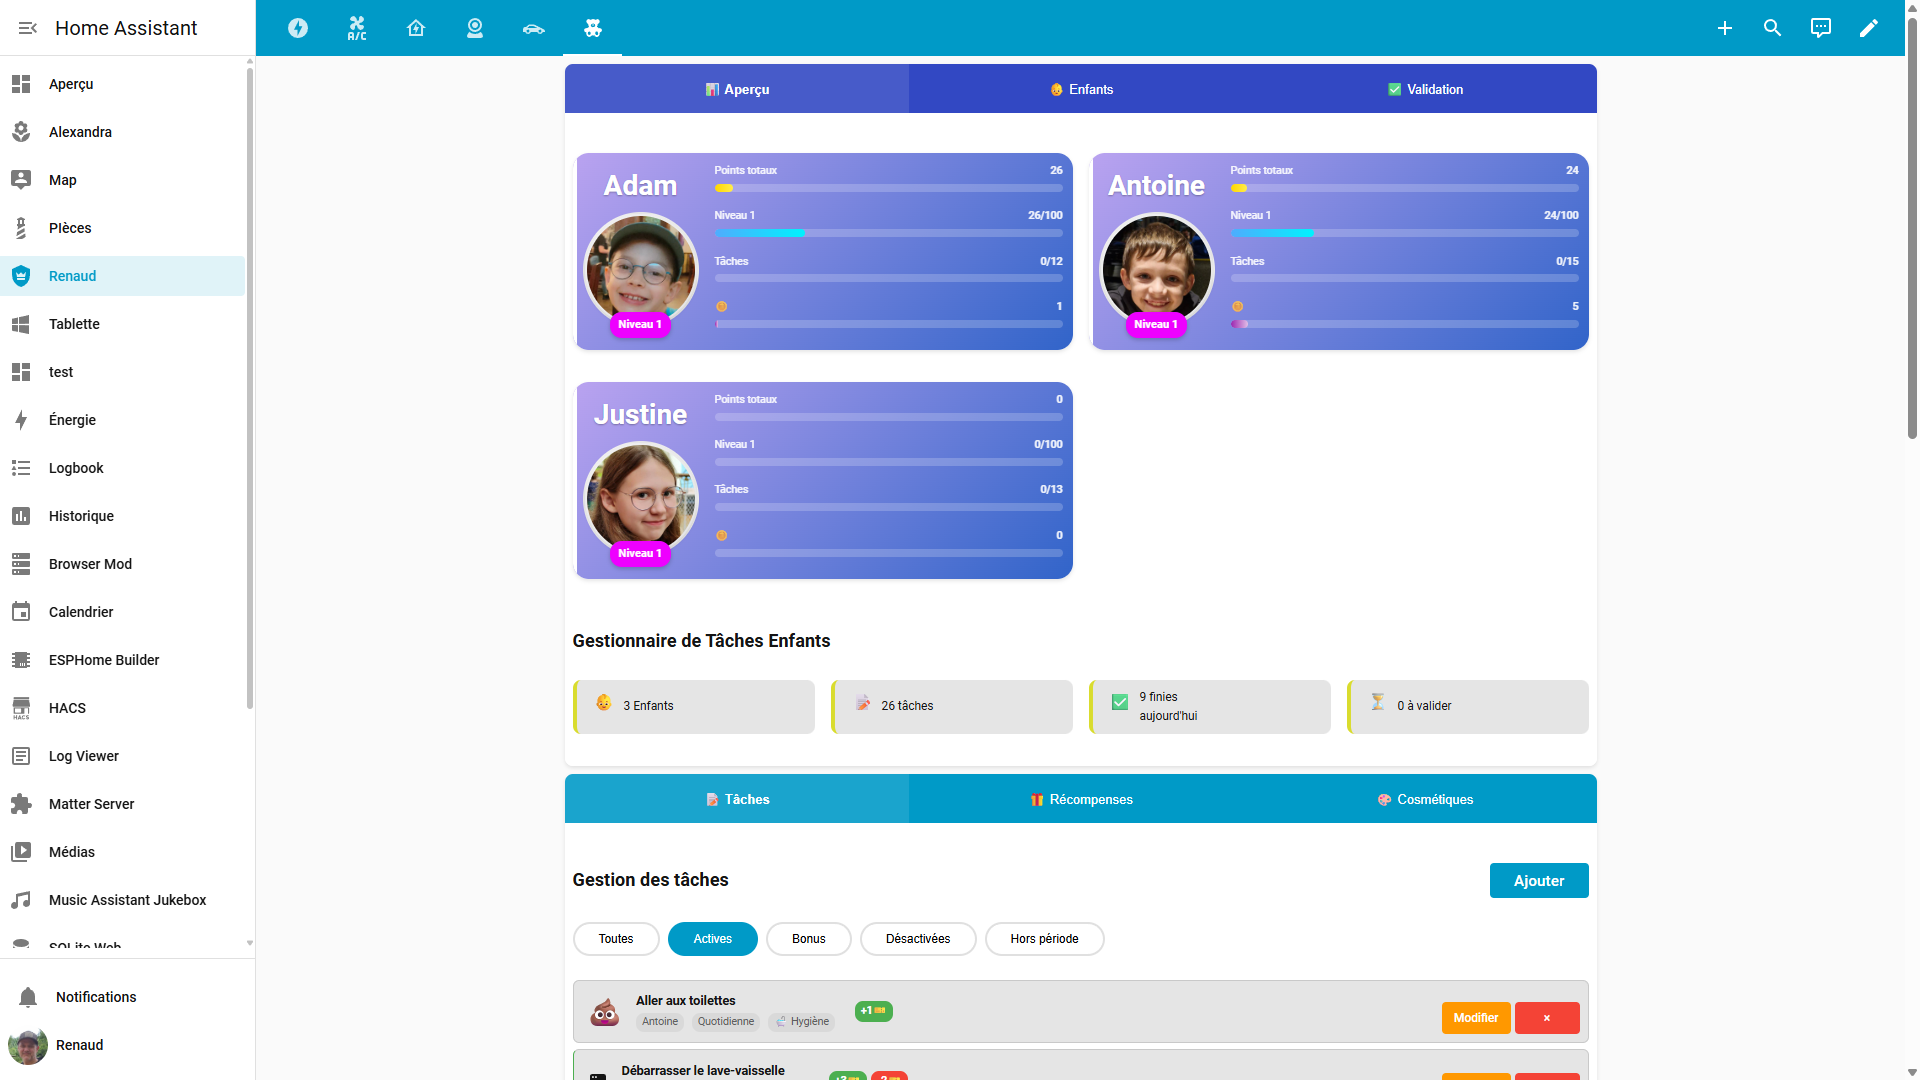 Home Assistant
A/C
Aperçu
Alexandra
Map
PIèces
Renaud
Tablette
test
Énergie
Logbook
Historique
Browser Mod
Calendrier
ESPHome Builder
HACS
HACS
Log Viewer
Matter Server
Médias
Music Assistant Jukebox
SQLite Web
Notifications
Renaud
Aperçu
Enfants
Validation
Adam
Points totaux 26
Niveau 1 26/100
Tâches 0/12
1
Niveau 1
Antoine
Points totaux 24
Niveau 1 24/100
Tâches 0/15
5
Niveau 1
Justine
Points totaux 0
Niveau 1 0/100
Tâches 0/13
0
Niveau 1
Gestionnaire de Tâches Enfants
3 Enfants
26 tâches
9 finies
aujourd'hui
0 à valider
Tâches
Récompenses
Cosmétiques
Gestion des tâches
Ajouter
Toutes
Actives
Bonus
Désactivées
Hors période
Aller aux toilettes
Antoine Quotidienne Hygiène
+1
Modifier ×
Débarrasser le lave-vaisselle